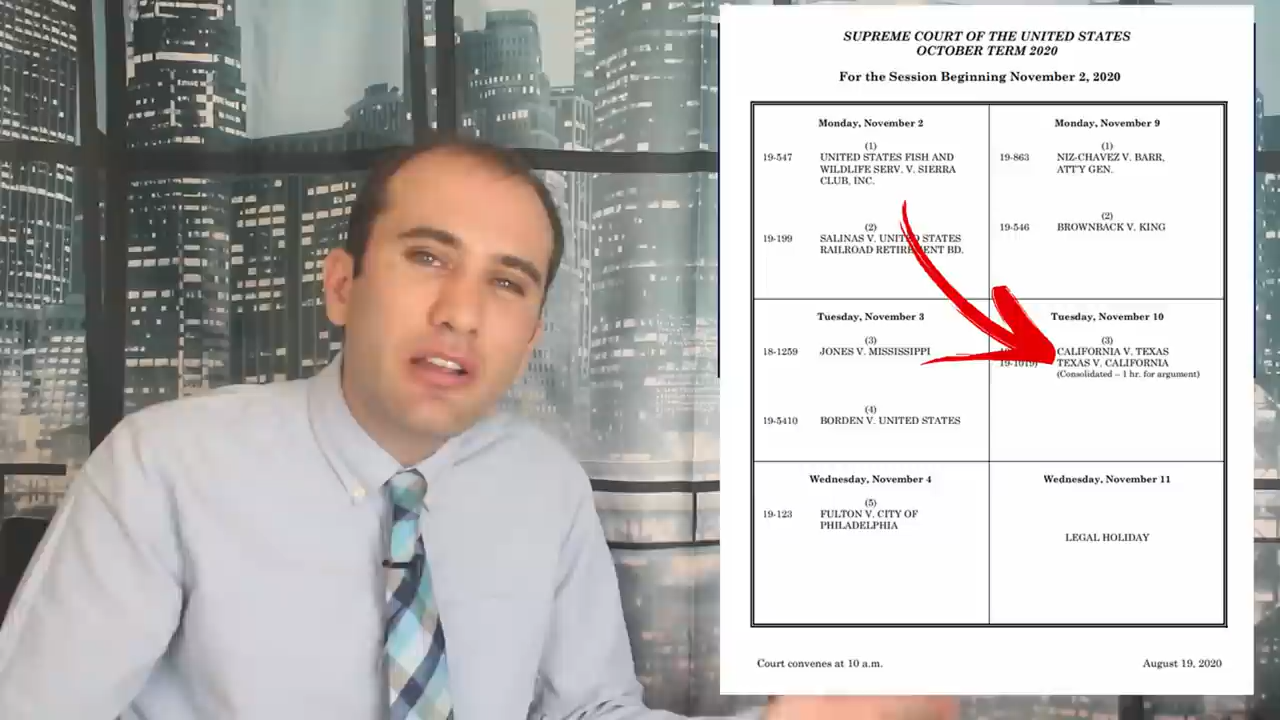 SUPREME COURT OF THE UNITED STATES
OCTOBER TERM 2020
For the Session Beginning November 2, 2020
Monday, November 2
(1)
19-547 UNITED STATES FISH AND
WILDLIFE SERV. V. SIERRA
CLUB, INC.
(2)
19-199 SALINAS V. UNITED STATES
RAILROAD RETIREMENT BD.
Monday, November 9
(1)
19-863 NIZ-CHAVEZ V. BARR,
ATT'Y GEN.
(2)
19-546 BROWNBACK V. KING
Tuesday, November 3
(3)
18-1259 JONES V. MISSISSIPPI
(4)
19-5410 BORDEN V. UNITED STATES
Tuesday, November 10
(3)
CALIFORNIA V. TEXAS
19-1019) TEXAS V. CALIFORNIA
(Consolidated – 1 hr. for argument)
Wednesday, November 4
(5)
19-123 FULTON V. CITY OF
PHILADELPHIA
Wednesday, November 11
LEGAL HOLIDAY
Court convenes at 10 a.m.
August 19, 2020